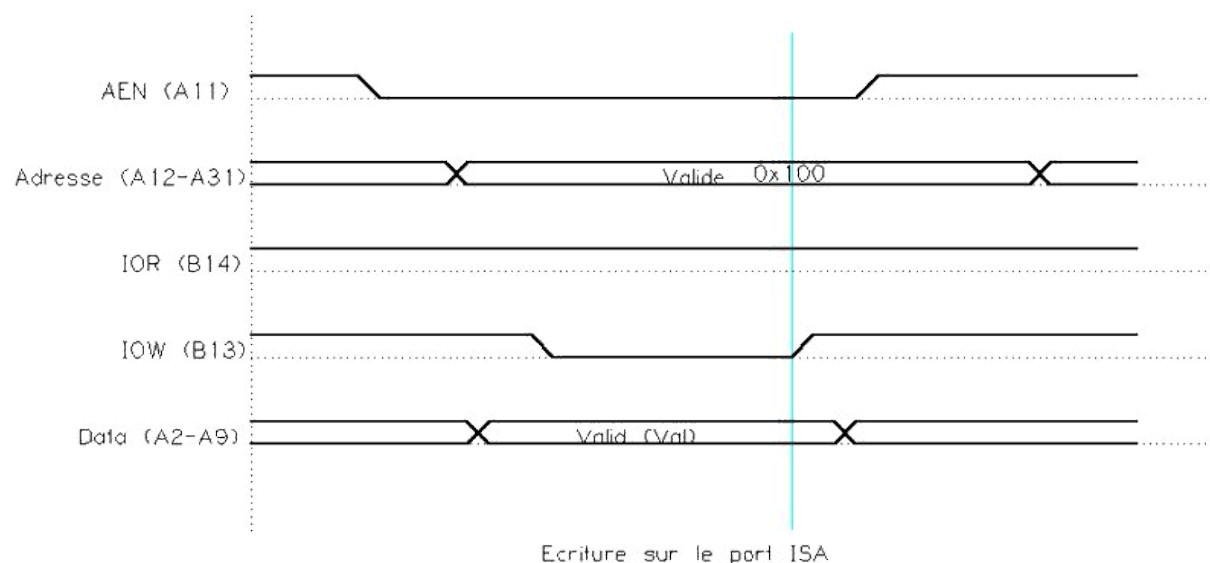 AEN (A11)
Adresse (A12-A31)
Valide 0x100
IOR (B14)
IOW (B13)
Data (A2-A9)
Valid (Val)
Ecriture sur le port ISA